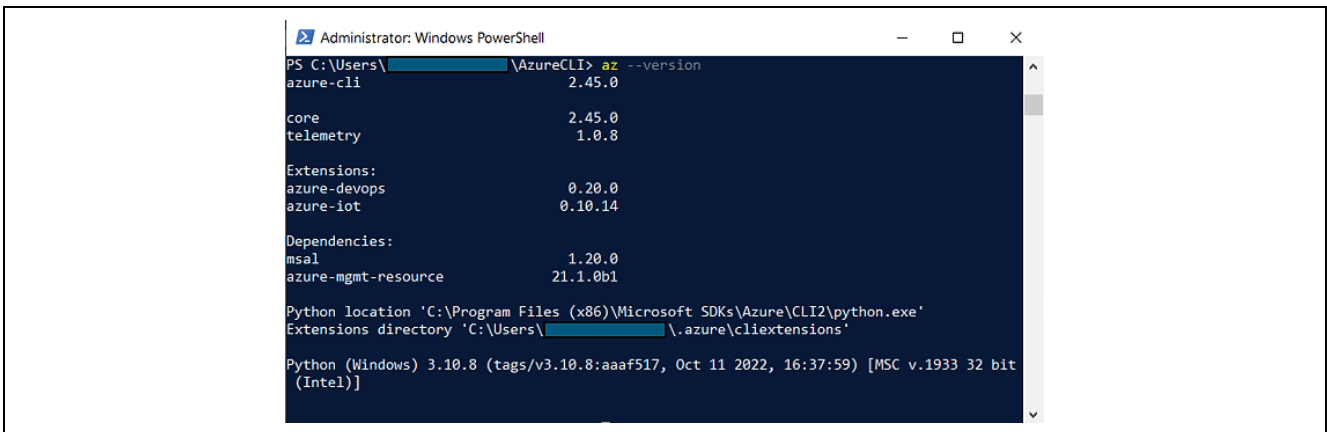 Administrator: Windows PowerShell
PS C:\Users\ \AzureCLI> az --version
azure-cli 2.45.0
core 2.45.0
telemetry 1.0.8
Extensions:
azure-devops 0.20.0
azure-iot 0.10.14
Dependencies:
msal 1.20.0
azure-mgmt-resource 21.1.0b1
Python location 'C:\Program Files (x86)\Microsoft SDKs\Azure\CLI2\python.exe'
Extensions directory 'C:\Users\ \.azure\cliextensions'
Python (Windows) 3.10.8 (tags/v3.10.8:aaaf517, Oct 11 2022, 16:37:59) [MSC v.1933 32 bit
(Intel)]